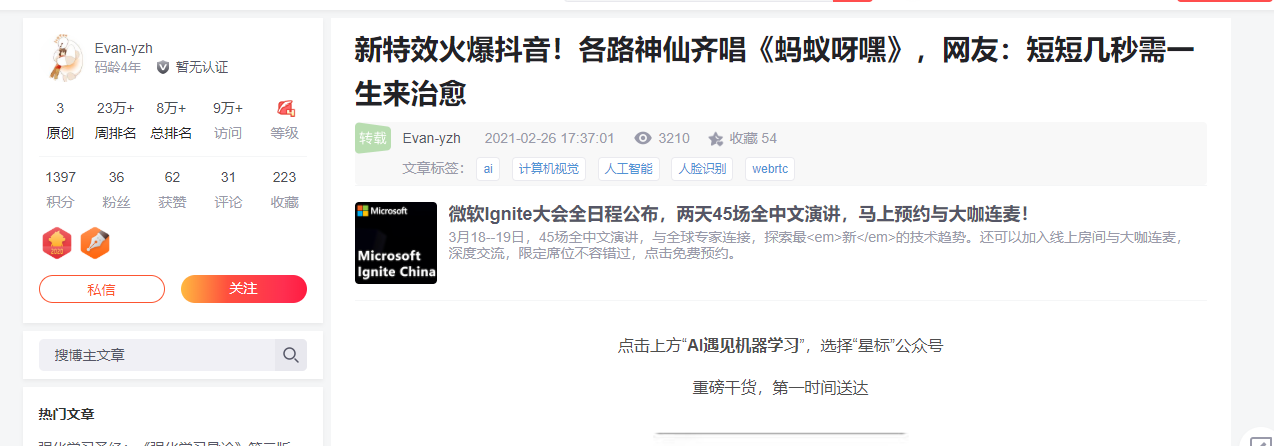 Evan-yzh
码龄4年 暂无认证
3 23万+ 8万+ 9万+
原创 周排名 总排名 访问 等级
1397 36 62 31 223
积分 粉丝 获赞 评论 收藏
私信 关注
搜博主文章
热门文章
新特效火爆抖音！各路神仙齐唱《蚂蚁呀嘿》，网友：短短几秒需一
生来治愈
转载 Evan-yzh 2021-02-26 17:37:01 3210 收藏 54
文章标签： ai 计算机视觉 人工智能 人脸识别 webrtc
Microsoft
Microsoft
Ignite China
微软Ignite大会全日程公布，两天45场全中文演讲，马上预约与大咖连麦！
3月18--19日，45场全中文演讲，与全球专家连接，探索最<em>新</em>的技术趋势。还可以加入线上房间与大咖连麦，
深度交流，限定席位不容错过，点击免费预约。
点击上方“AI遇见机器学习”，选择“星标”公众号
重磅干货，第一时间送达